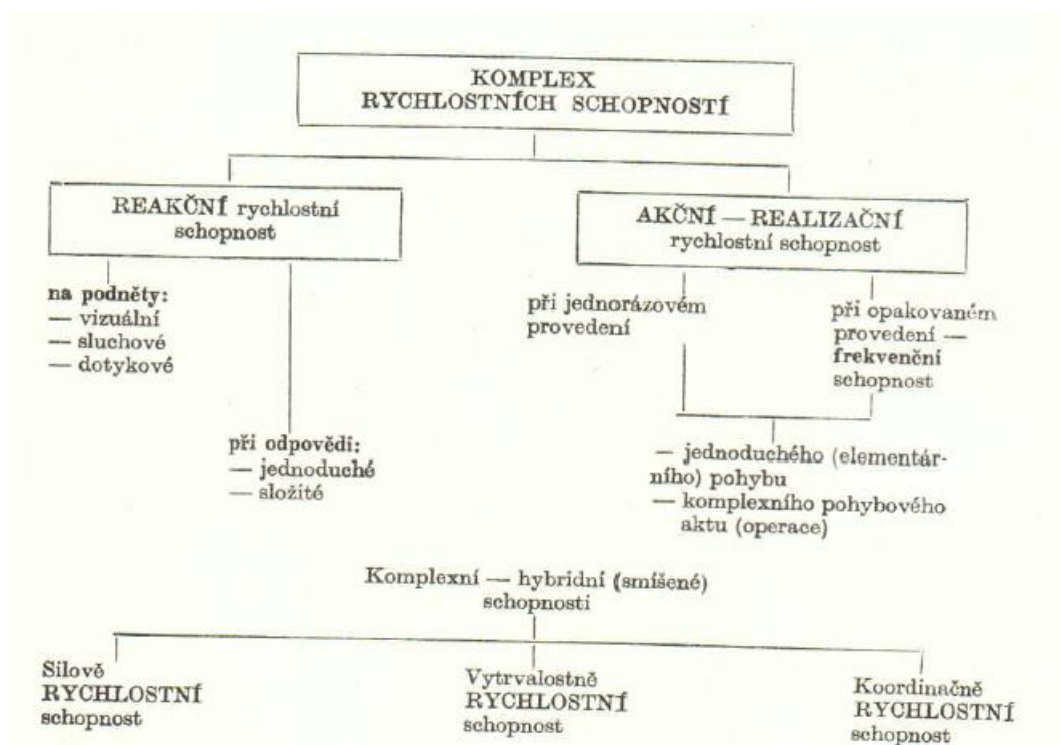 KOMPLEX
RYCHLOSTNÍCH SCHOPNOSTÍ
REAKČNÍ rychlostní
schopnost
AKČNÍ — REALIZAČNÍ
rychlostní schopnost
na podněty:
— vizuální
— sluchové
— dotykové
při odpovědi:
— jednoduché
— složité
při jednorázovém
provedení
při opakovaném
provedení —
frekvenční
schopnost
— jednoduchého (elementár-
ního) pohybu
— komplexního pohybového
aktu (operace)
Komplexní — hybridní (smíšené)
schopnosti
Silově
RYCHLOSTNÍ
schopnost
Vytrvalostně
RYCHLOSTNÍ
schopnost
Koordinačně
RYCHLOSTNÍ
schopnost